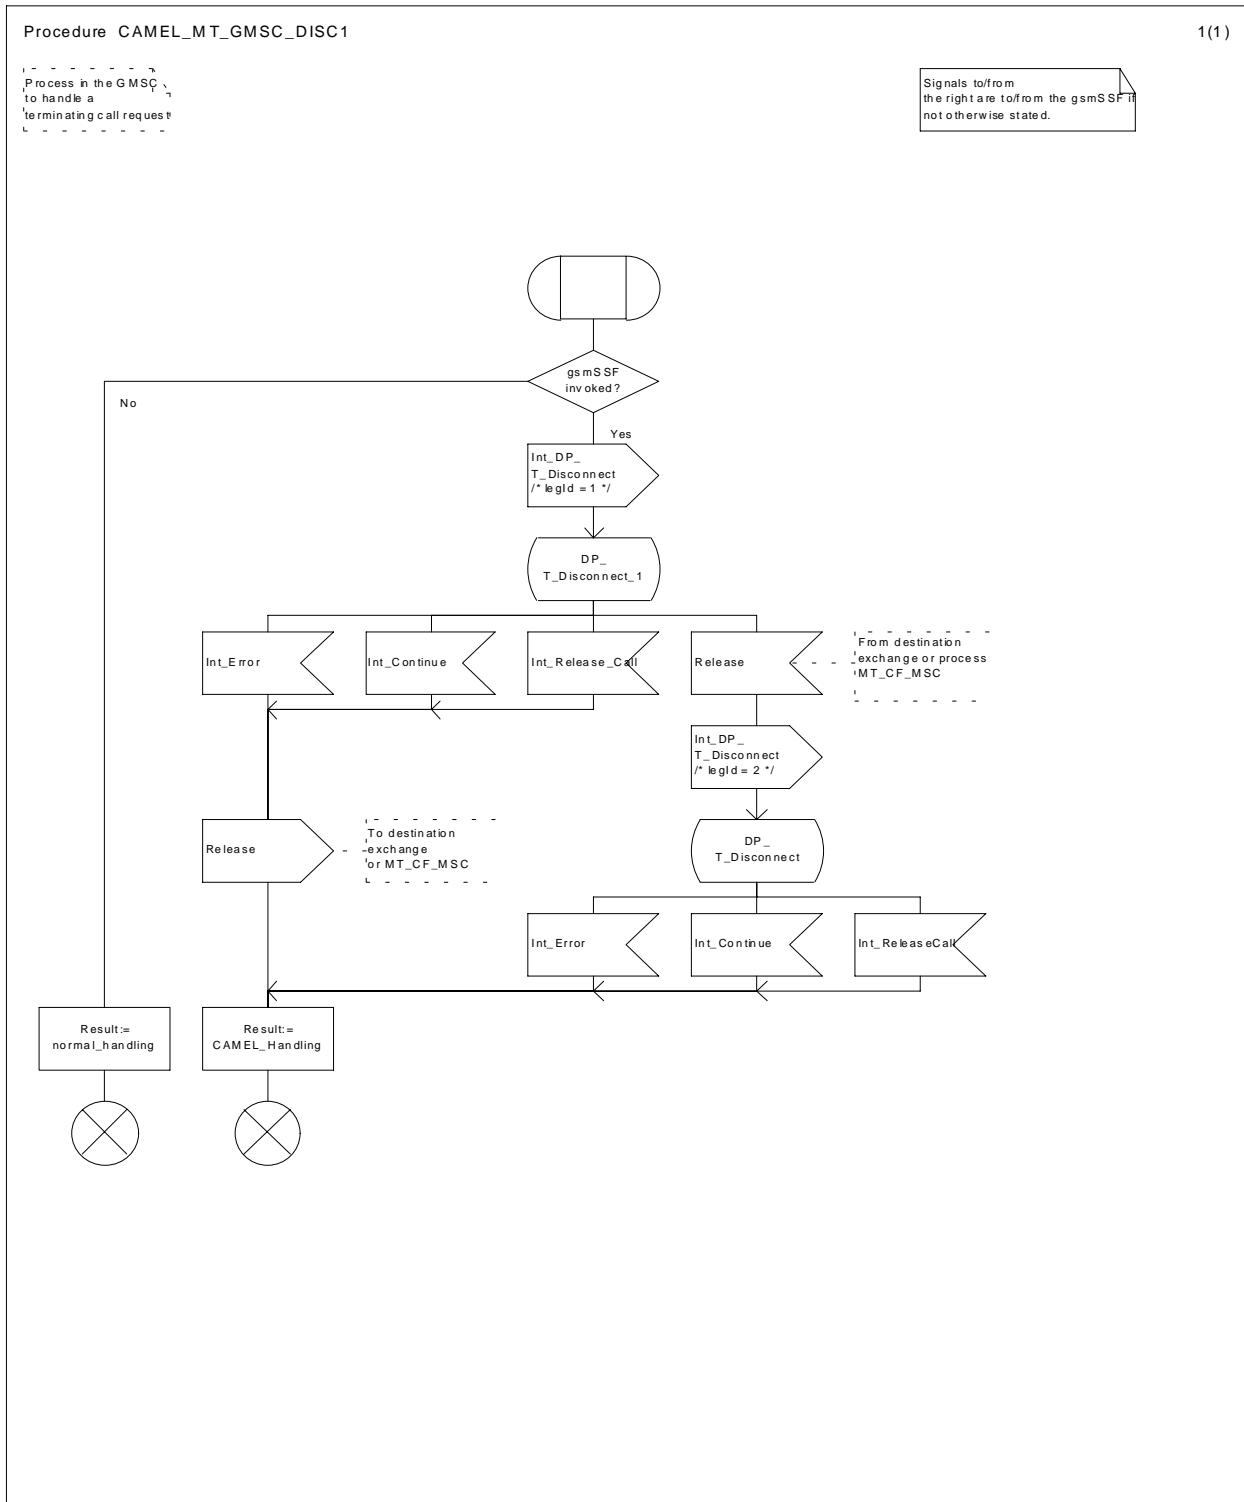 Procedure CAMEL_MT_GMSC_DISC1
1(1)
Process in the GMSC
to handle a
terminating call request
Signals to/from
the right are to/from the gsmSSF if
not otherwise stated.
gsmSSF
invoked?
No
Yes
Int_DP_
T_Disconnect
/* legId = 1 */
DP_
T_Disconnect_1
Int_Error
Int_Continue
Int_Release_Call
Release
From destination
exchange or process
MT_CF_MSC
Int_DP_
T_Disconnect
/* legId = 2 */
Release
To destination
exchange
or MT_CF_MSC
DP_
T_Disconnect
Int_Error
Int_Continue
Int_ReleaseCall
Result:=
normal_handling
Result:=
CAMEL_Handling